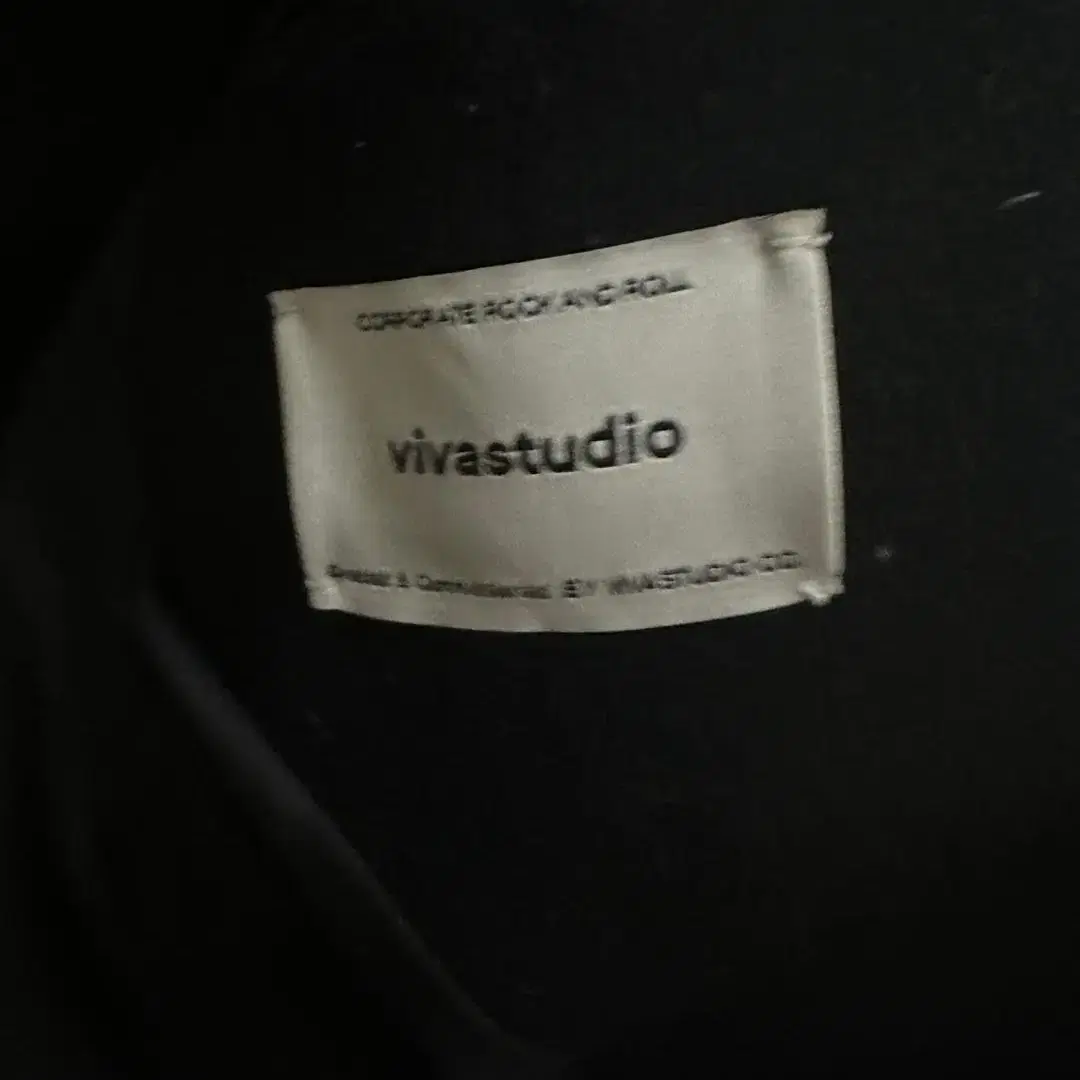 CORPORATE ROCK AND ROLL
vivastudio
BY VIVASTUDIO CO.